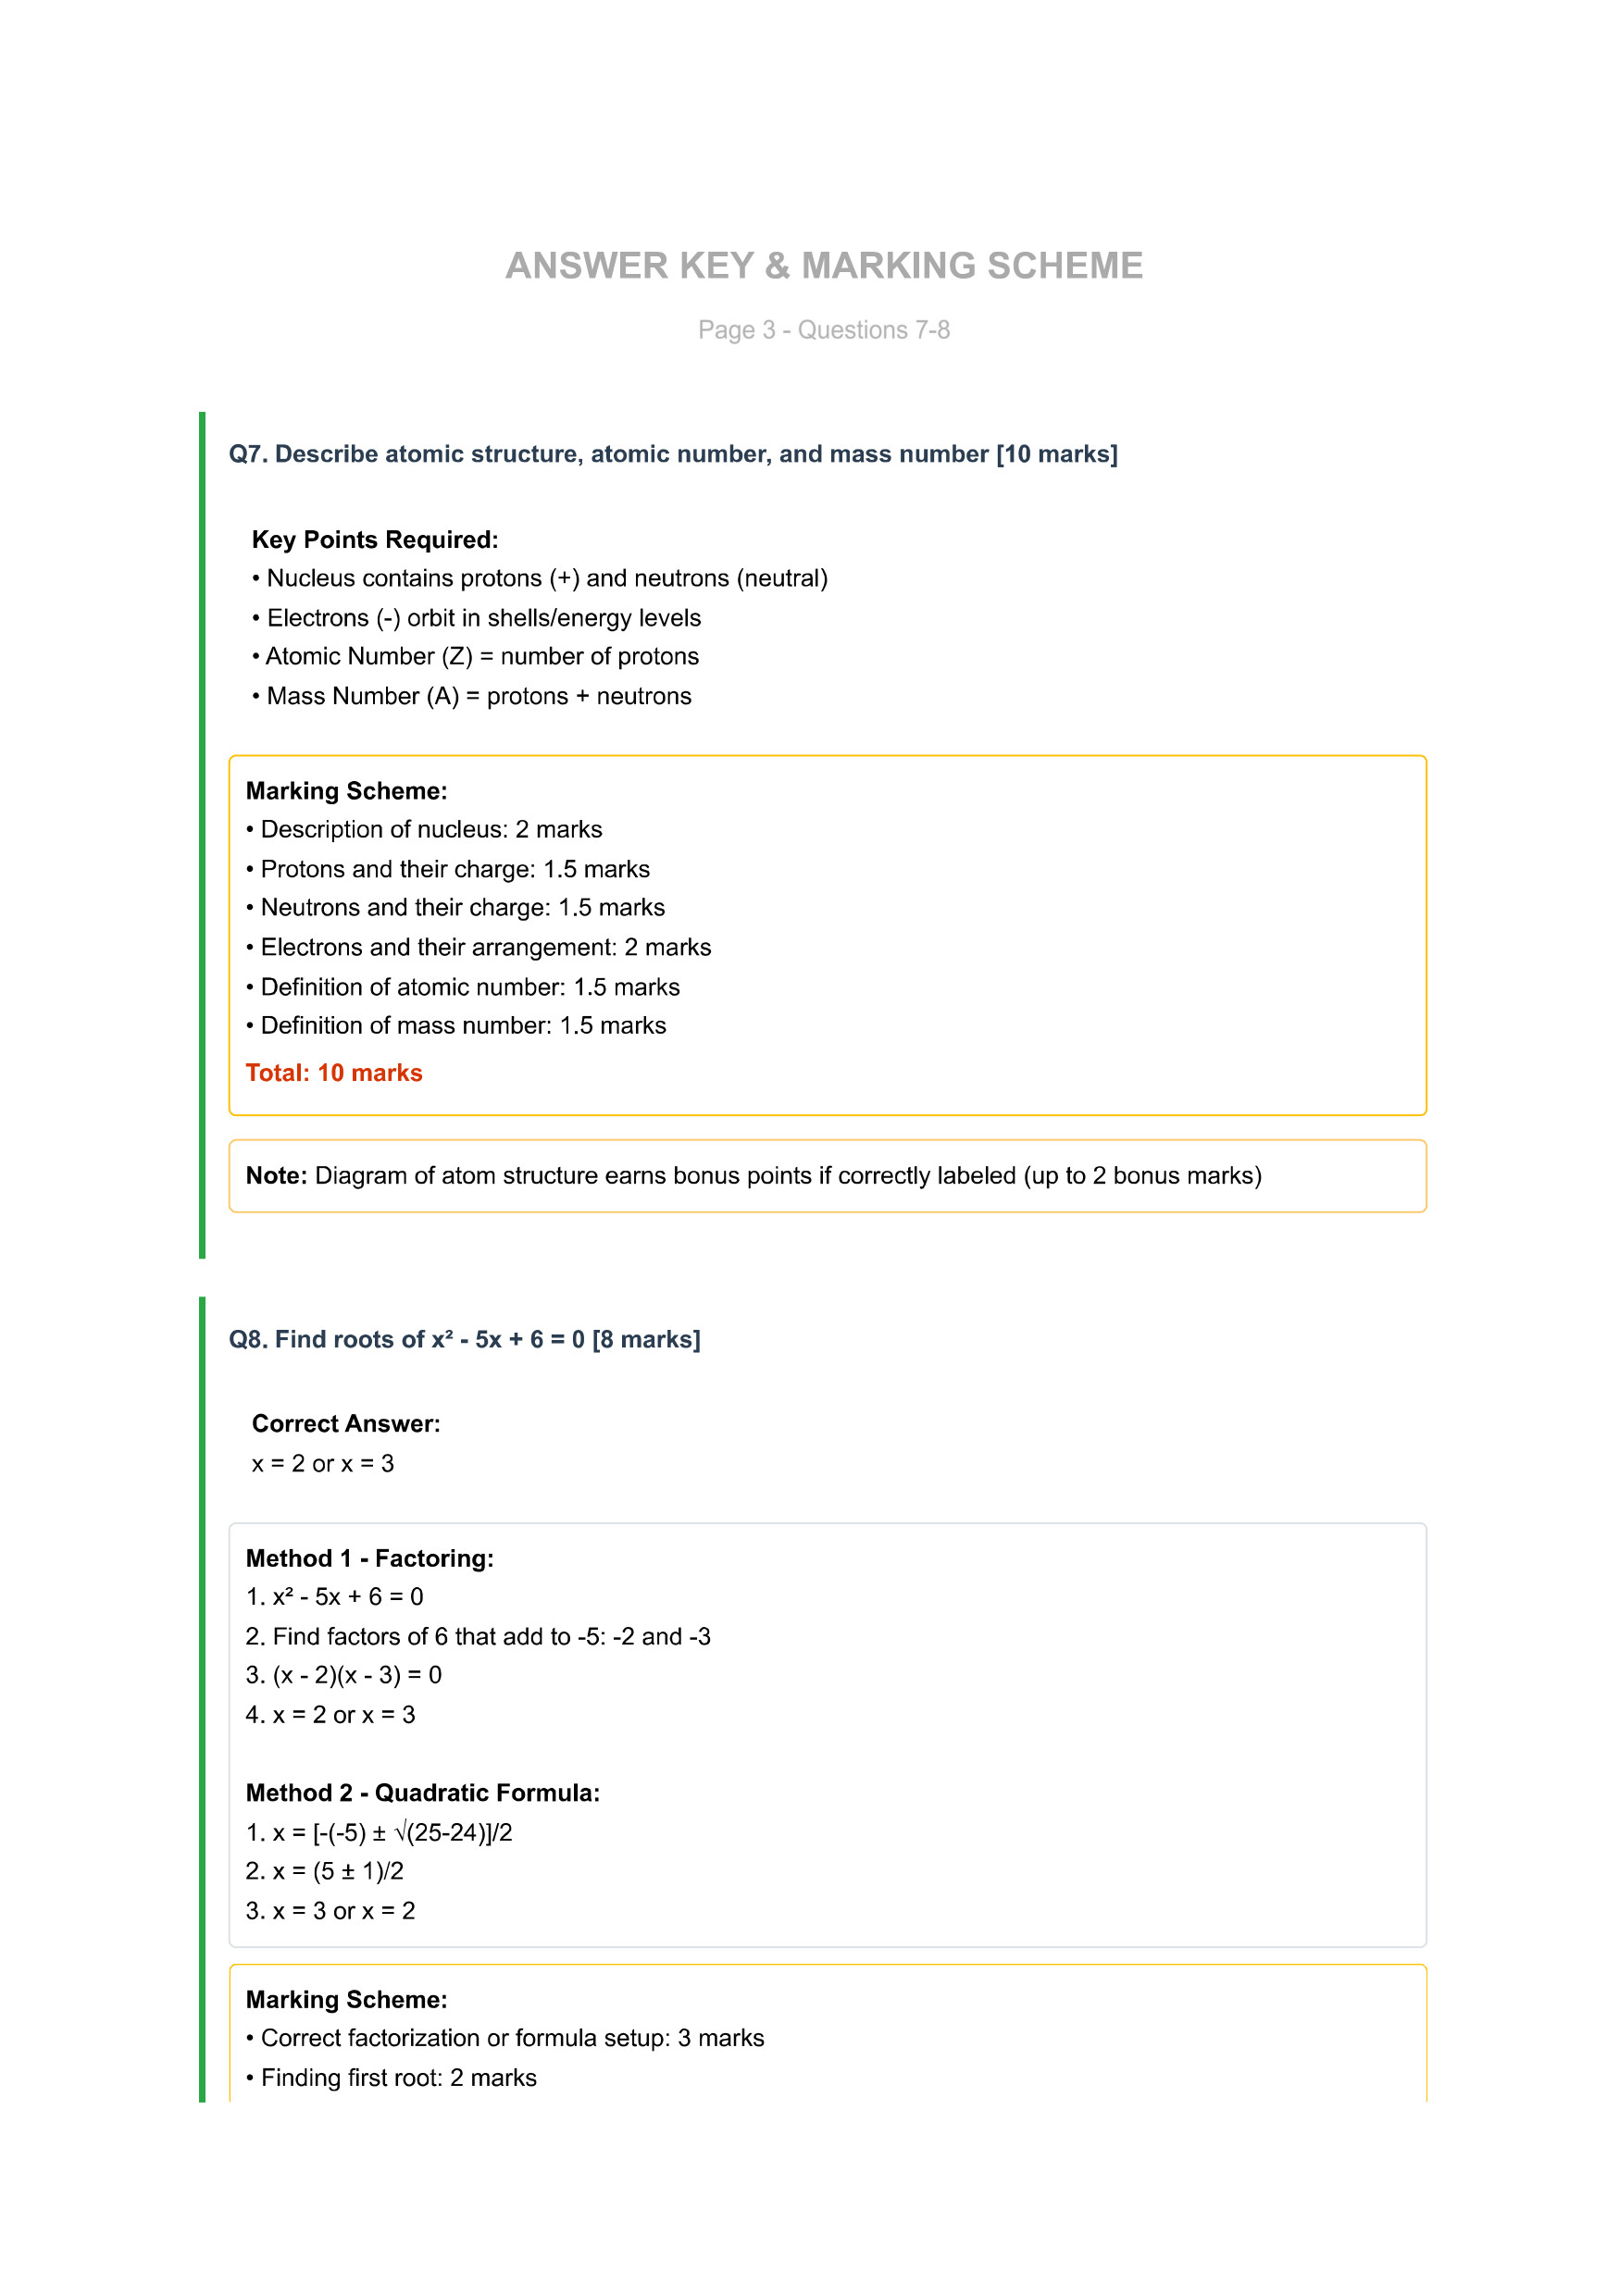 ANSWER KEY & MARKING SCHEME
Page 3 - Questions 7-8
Q7. Describe atomic structure, atomic number, and mass number [10 marks]
Key Points Required:
• Nucleus contains protons (+) and neutrons (neutral)
• Electrons (-) orbit in shells/energy levels
• Atomic Number (Z) = number of protons
• Mass Number (A) = protons + neutrons
Marking Scheme:
• Description of nucleus: 2 marks
• Protons and their charge: 1.5 marks
• Neutrons and their charge: 1.5 marks
• Electrons and their arrangement: 2 marks
• Definition of atomic number: 1.5 marks
• Definition of mass number: 1.5 marks
Total: 10 marks
Note: Diagram of atom structure earns bonus points if correctly labeled (up to 2 bonus marks)
Q8. Find roots of x² - 5x + 6 = 0 [8 marks]
Correct Answer:
x = 2 or x = 3
Method 1 - Factoring:
1. x² - 5x + 6 = 0
2. Find factors of 6 that add to -5: -2 and -3
3. (x - 2)(x - 3) = 0
4. x = 2 or x = 3
Method 2 - Quadratic Formula:
1. x = [-(-5) ± √(25-24)]/2
2. x = (5 ± 1)/2
3. x = 3 or x = 2
Marking Scheme:
• Correct factorization or formula setup: 3 marks
• Finding first root: 2 marks